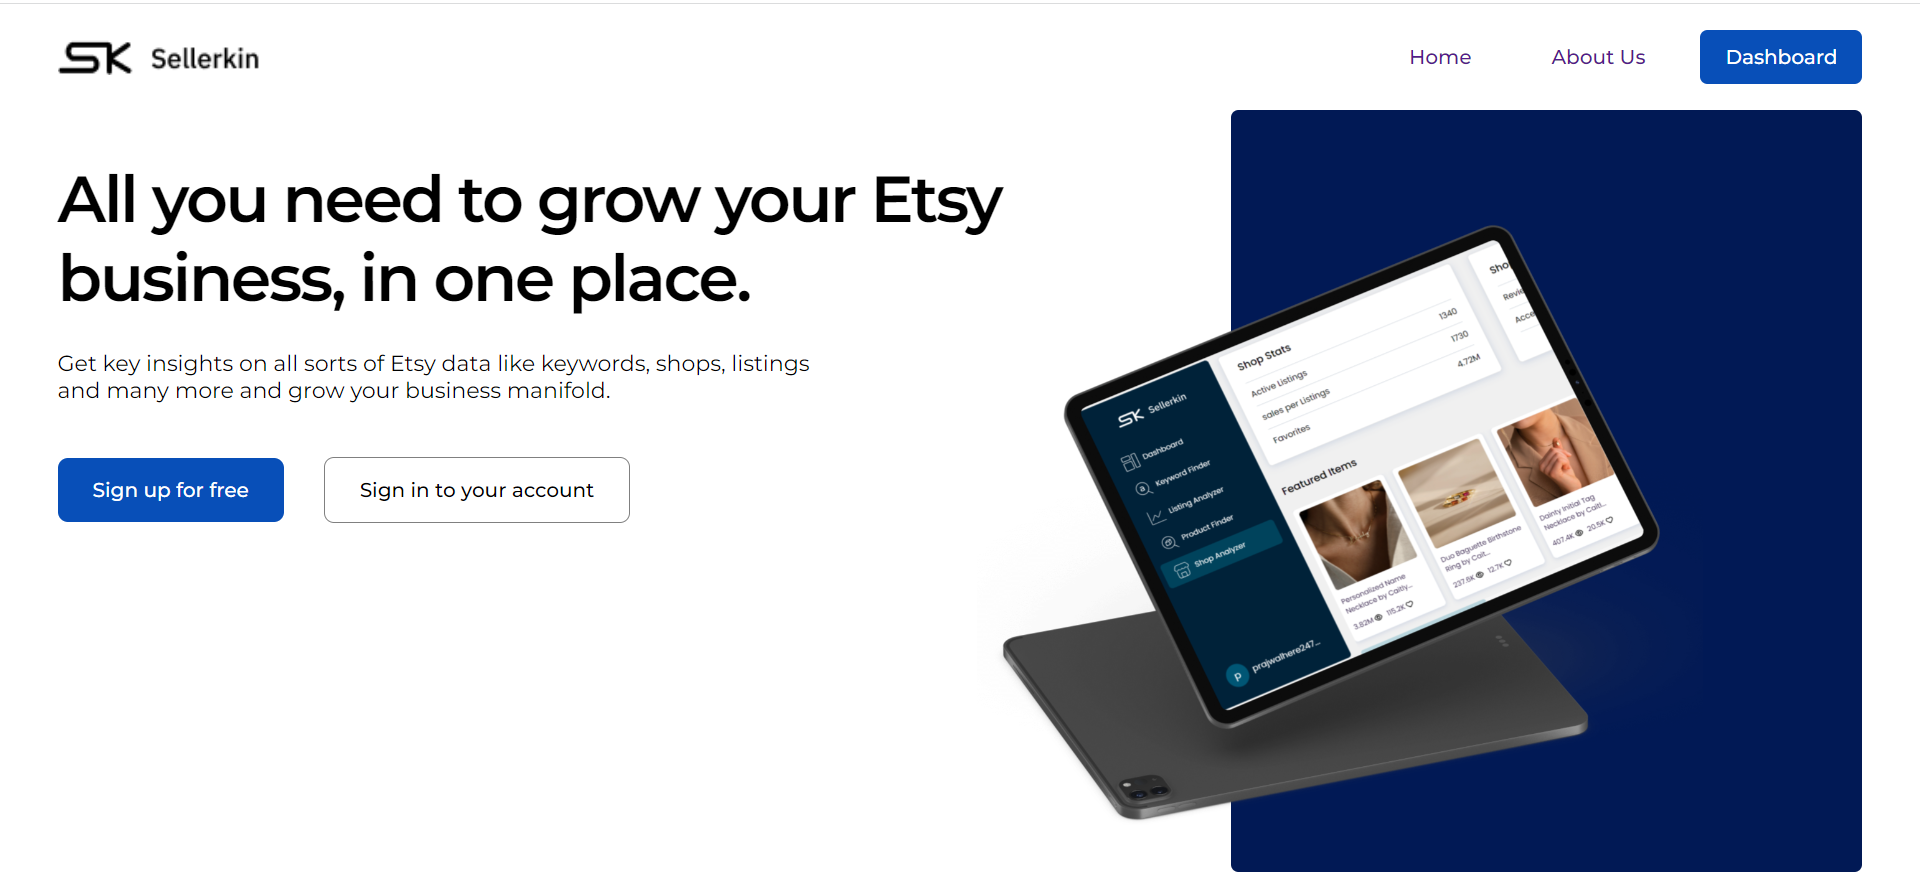 SK Sellerkin
Home
About Us
Dashboard
All you need to grow your Etsy
business, in one place.
Get key insights on all sorts of Etsy data like keywords, shops, listings
and many more and grow your business manifold.
Sign up for free
Sign in to your account
SK Sellerkin
Dashboard
Keyword Finder
Listing Analyzer
Product Finder
Shop Analyzer
prajwalhere247...
Shop Stats
Active Listings 1340
sales per Listings 1730
Favorites 4.72M
Sho
Revie
Acce
Featured Items
Personalized Name
Necklace by Caitly...
3.82M 115.2K
Duo Baguette Birthstone
Ring by Cait...
237.6K 12.7K
Dainty Initial Tag
Necklace by Caitl...
407.4K 20.5K